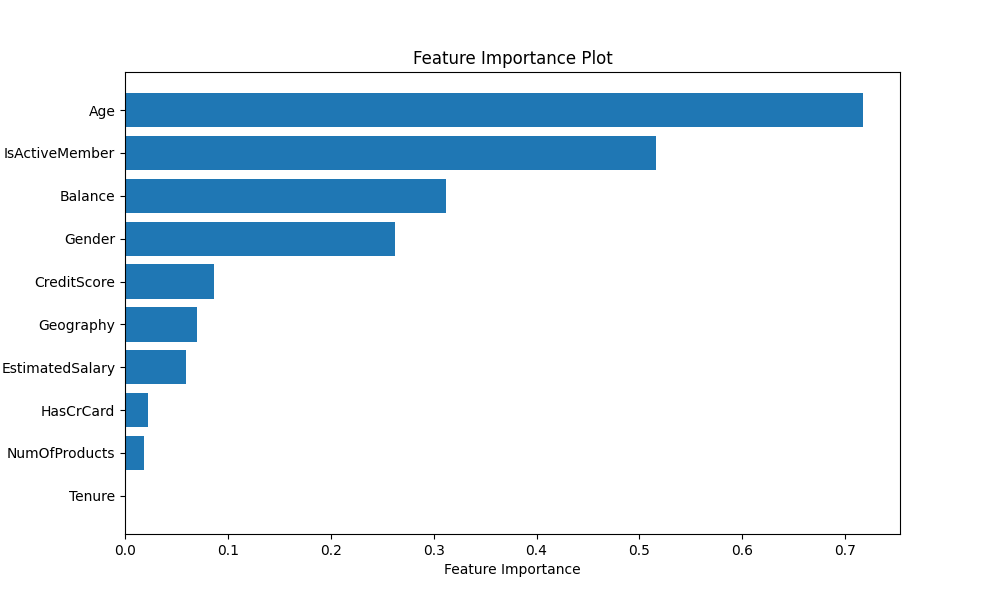 Feature Importance Plot
Age
IsActiveMember
Balance
Gender
CreditScore
Geography
EstimatedSalary
HasCrCard
NumOfProducts
Tenure
0.0 0.1 0.2 0.3 0.4 0.5 0.6 0.7
Feature Importance